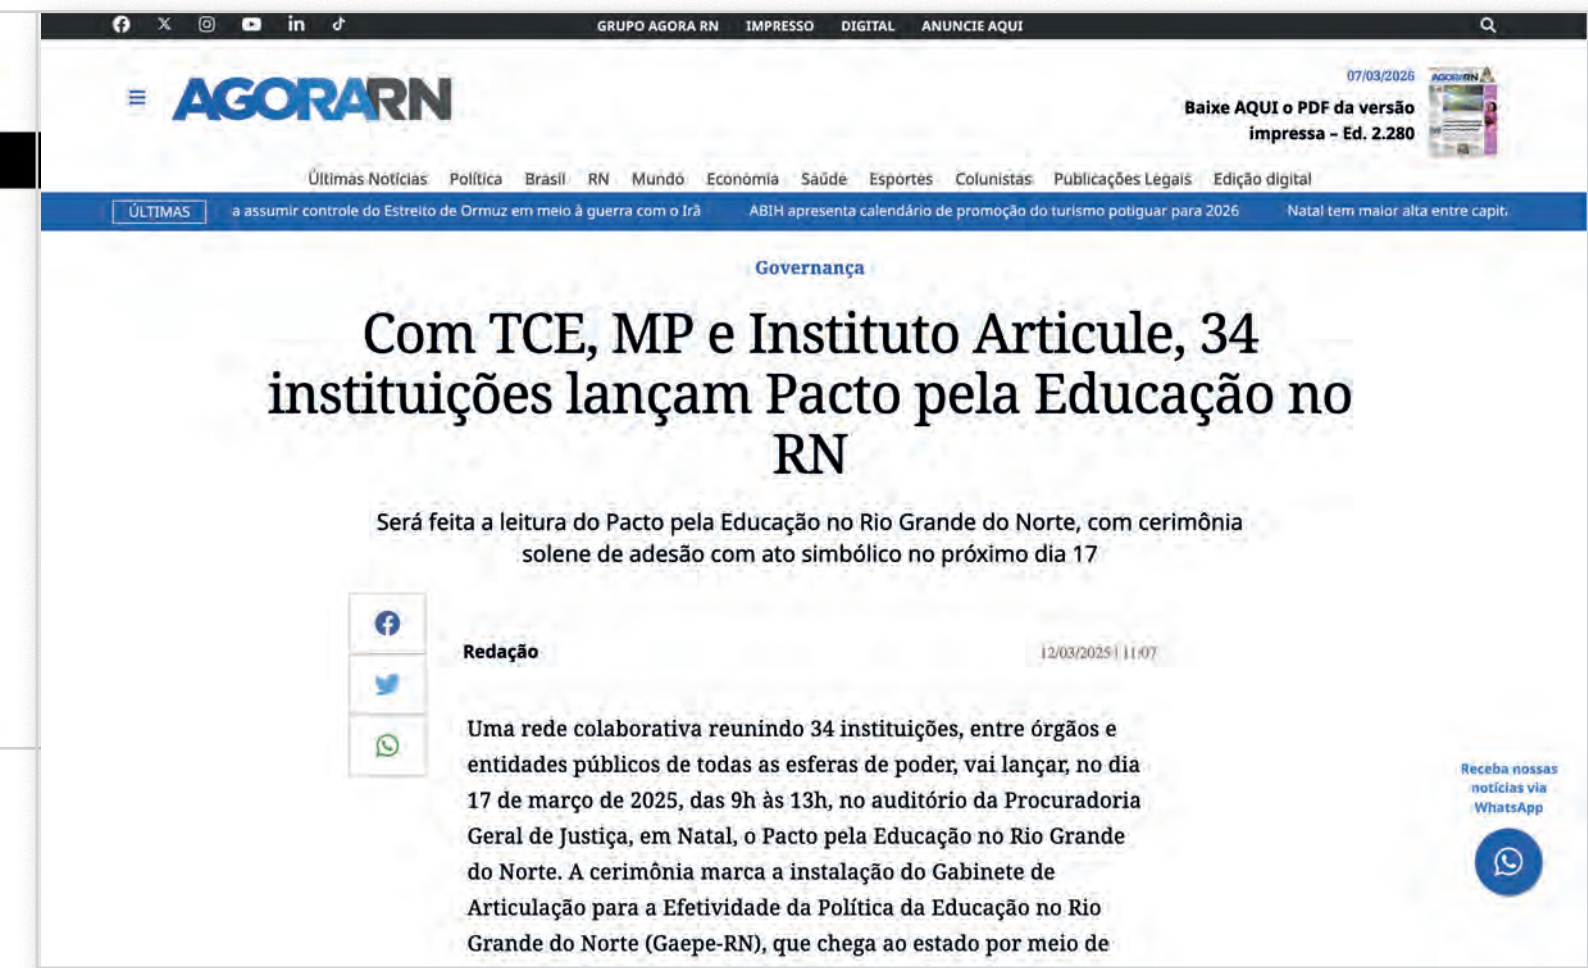 GRUPO AGORA RN IMPRESSO DIGITAL ANUNCIE AQUI
AGORARN
07/03/2026
Baixe AQUI o PDF da versão
impressa – Ed. 2.280
AGORARN
Últimas Notícias Política Brasil RN Mundo Economia Saúde Esportes Colunistas Publicações Legais Edição digital
ÚLTIMAS a assumir controle do Estreito de Ormuz em meio à guerra com o Irã ABIH apresenta calendário de promoção do turismo potiguar para 2026 Natal tem maior alta entre capit
Governança
Com TCE, MP e Instituto Articule, 34
instituições lançam Pacto pela Educação no
RN
Será feita a leitura do Pacto pela Educação no Rio Grande do Norte, com cerimônia
solene de adesão com ato simbólico no próximo dia 17
Redação 12/03/2025 | 11:07
Uma rede colaborativa reunindo 34 instituições, entre órgãos e
entidades públicos de todas as esferas de poder, vai lançar, no dia
17 de março de 2025, das 9h às 13h, no auditório da Procuradoria
Geral de Justiça, em Natal, o Pacto pela Educação no Rio Grande
do Norte. A cerimônia marca a instalação do Gabinete de
Articulação para a Efetividade da Política da Educação no Rio
Grande do Norte (Gaepe-RN), que chega ao estado por meio de
Receba nossas
notícias via
WhatsApp